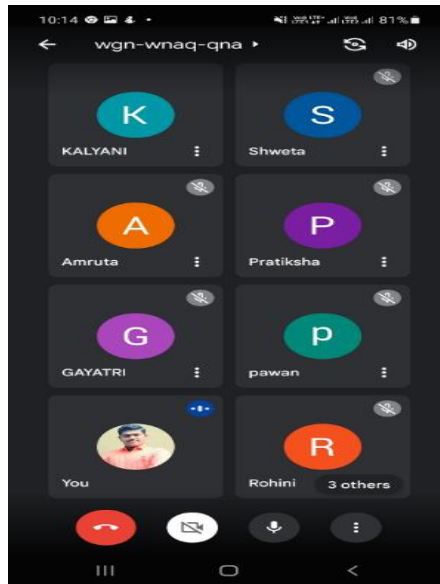 10:14 81%
wgn-wnaq-qna
K S
KALYANI Shweta
A P
Amruta Pratiksha
G p
GAYATRI pawan
R
You Rohini 3 others